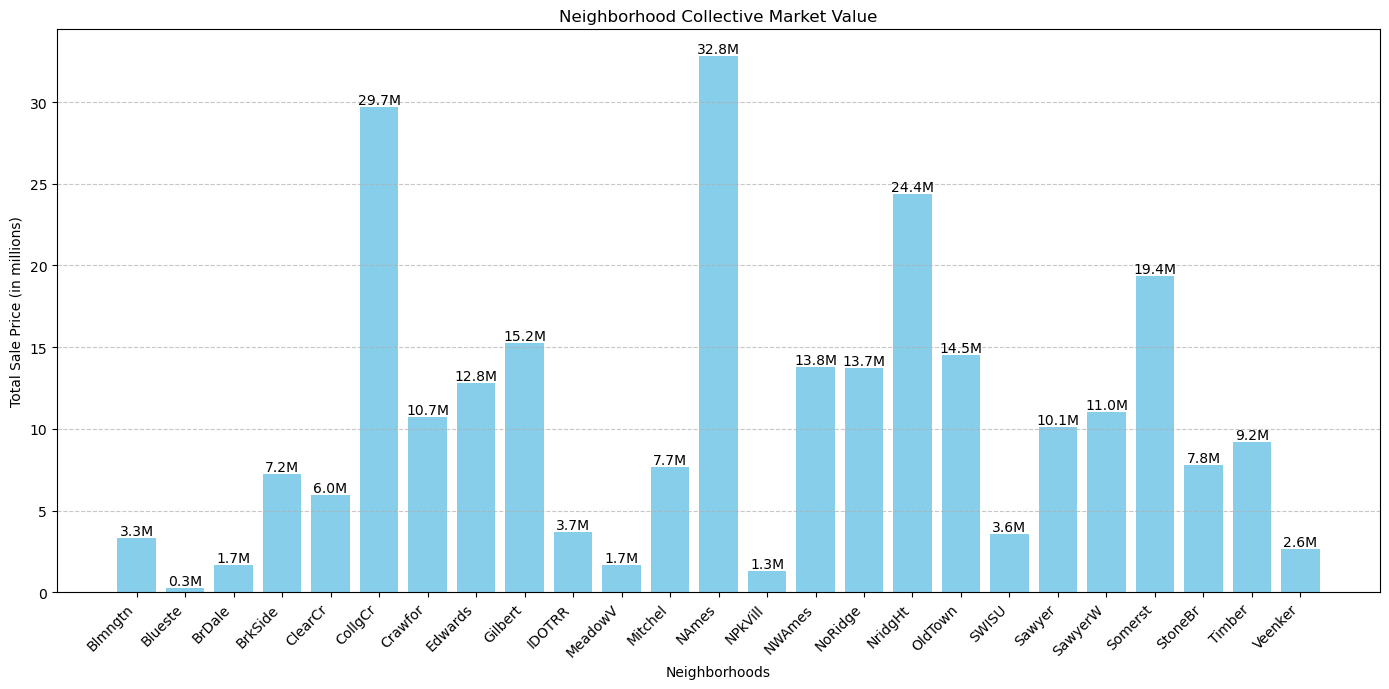 Neighborhood Collective Market Value
Total Sale Price (in millions)
30
25
20
15
10
5
0
3.3M
0.3M
1.7M
7.2M
6.0M
29.7M
10.7M
12.8M
15.2M
3.7M
1.7M
7.7M
32.8M
1.3M
13.8M
13.7M
24.4M
14.5M
3.6M
10.1M
11.0M
19.4M
7.8M
9.2M
2.6M
Blmngtn
Blueste
BrDale
BrkSide
ClearCr
CollgCr
Crawfor
Edwards
Gilbert
IDOTRR
MeadowV
Mitchel
NAmes
NPkVill
NWAmes
NoRidge
NridgHt
OldTown
SWISU
Sawyer
SawyerW
Somerst
StoneBr
Timber
Veenker
Neighborhoods